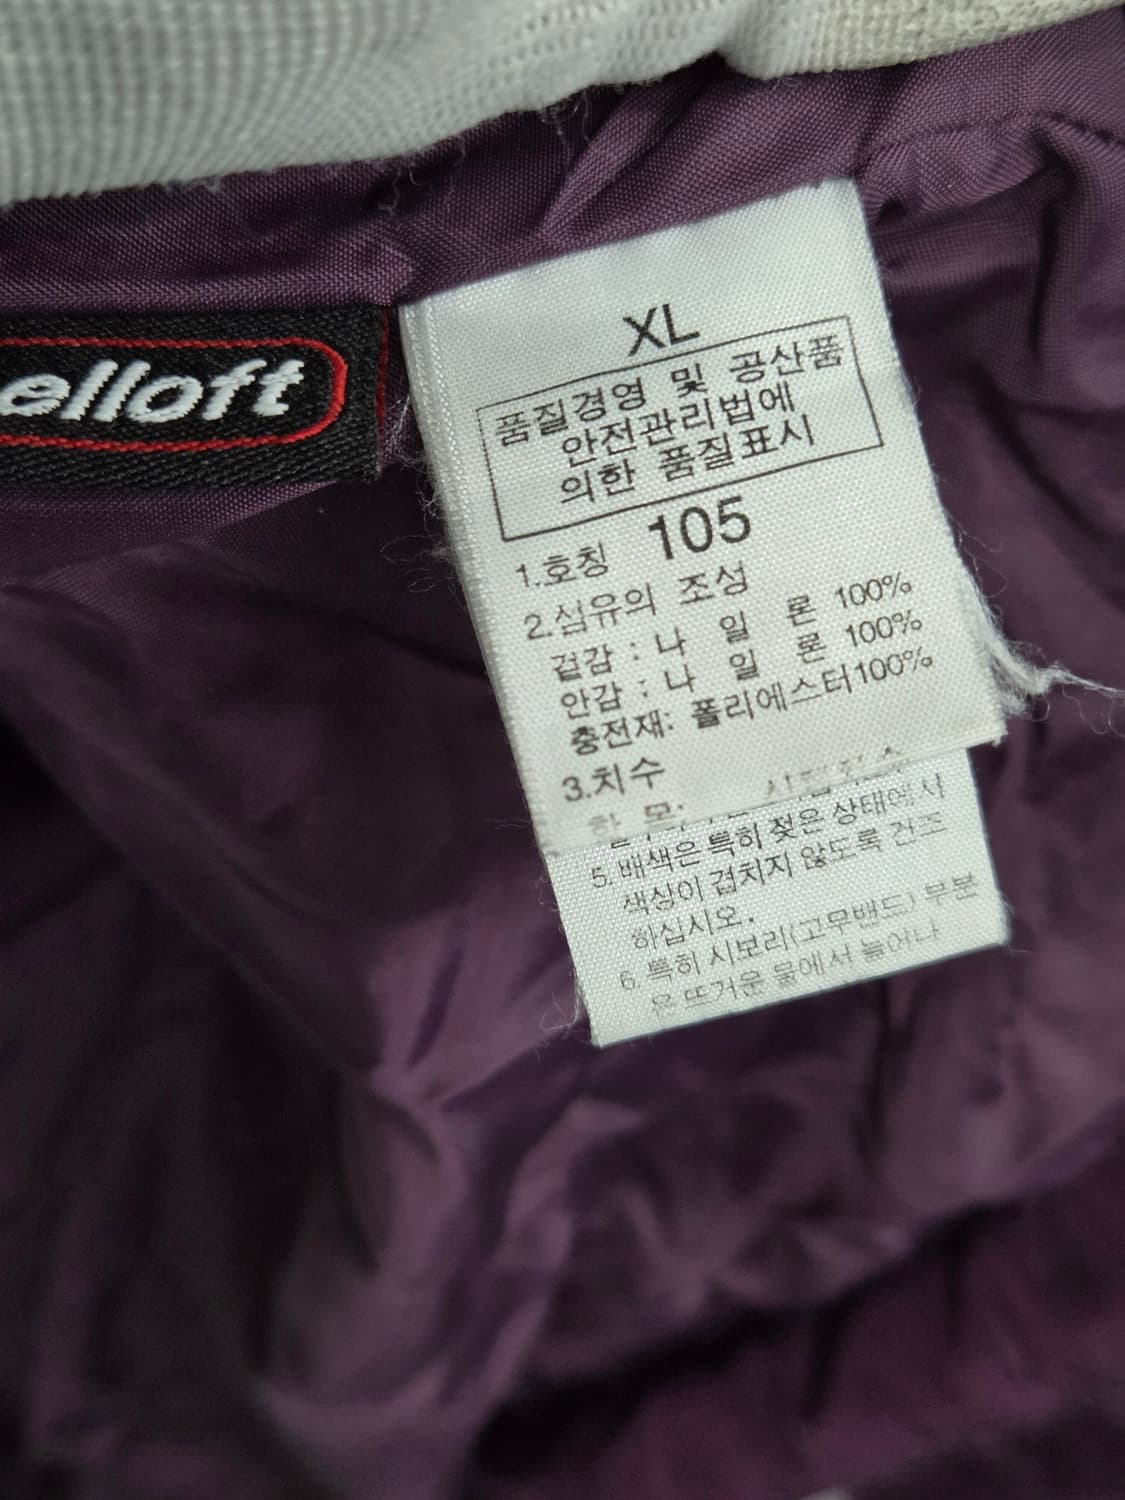 elloft
XL
품질경영 및 공산품
안전관리법에
의한 품질표시
1.호칭 105
2.섬유의 조성
겉감 : 나 일 론 100%
안감 : 나 일 론 100%
충전재: 폴리에스터100%
3.치수
항 목:
5. 배색은 특히 젖은 상태에서
색상이 겹치지 않도록 건조
하십시오.
6. 특히 시보리(고무밴드) 부분
은 뜨거운 물에서 늘어나